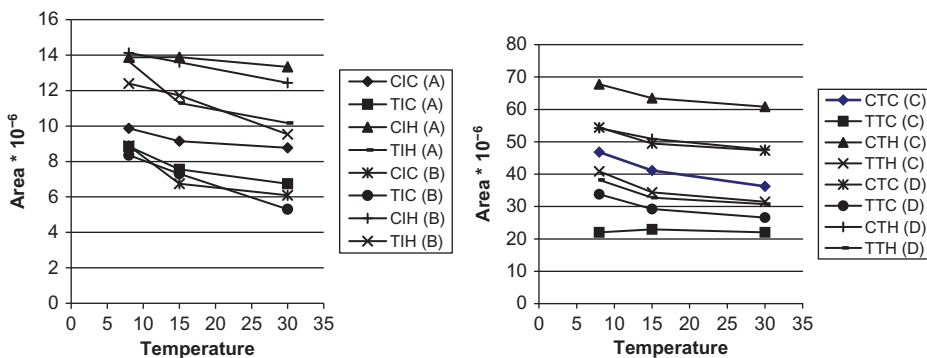 16
14
12
10
8
6
4
2
0
0 5 10 15 20 25 30 35
Area * 10⁻⁶
Temperature
CIC (A)
TIC (A)
CIH (A)
TIH (A)
CIC (B)
TIC (B)
CIH (B)
TIH (B)
80
70
60
50
40
30
20
10
0
0 5 10 15 20 25 30 35
Area * 10⁻⁶
Temperature
CTC (C)
TTC (C)
CTH (C)
TTH (C)
CTC (D)
TTC (D)
CTH (D)
TTH (D)